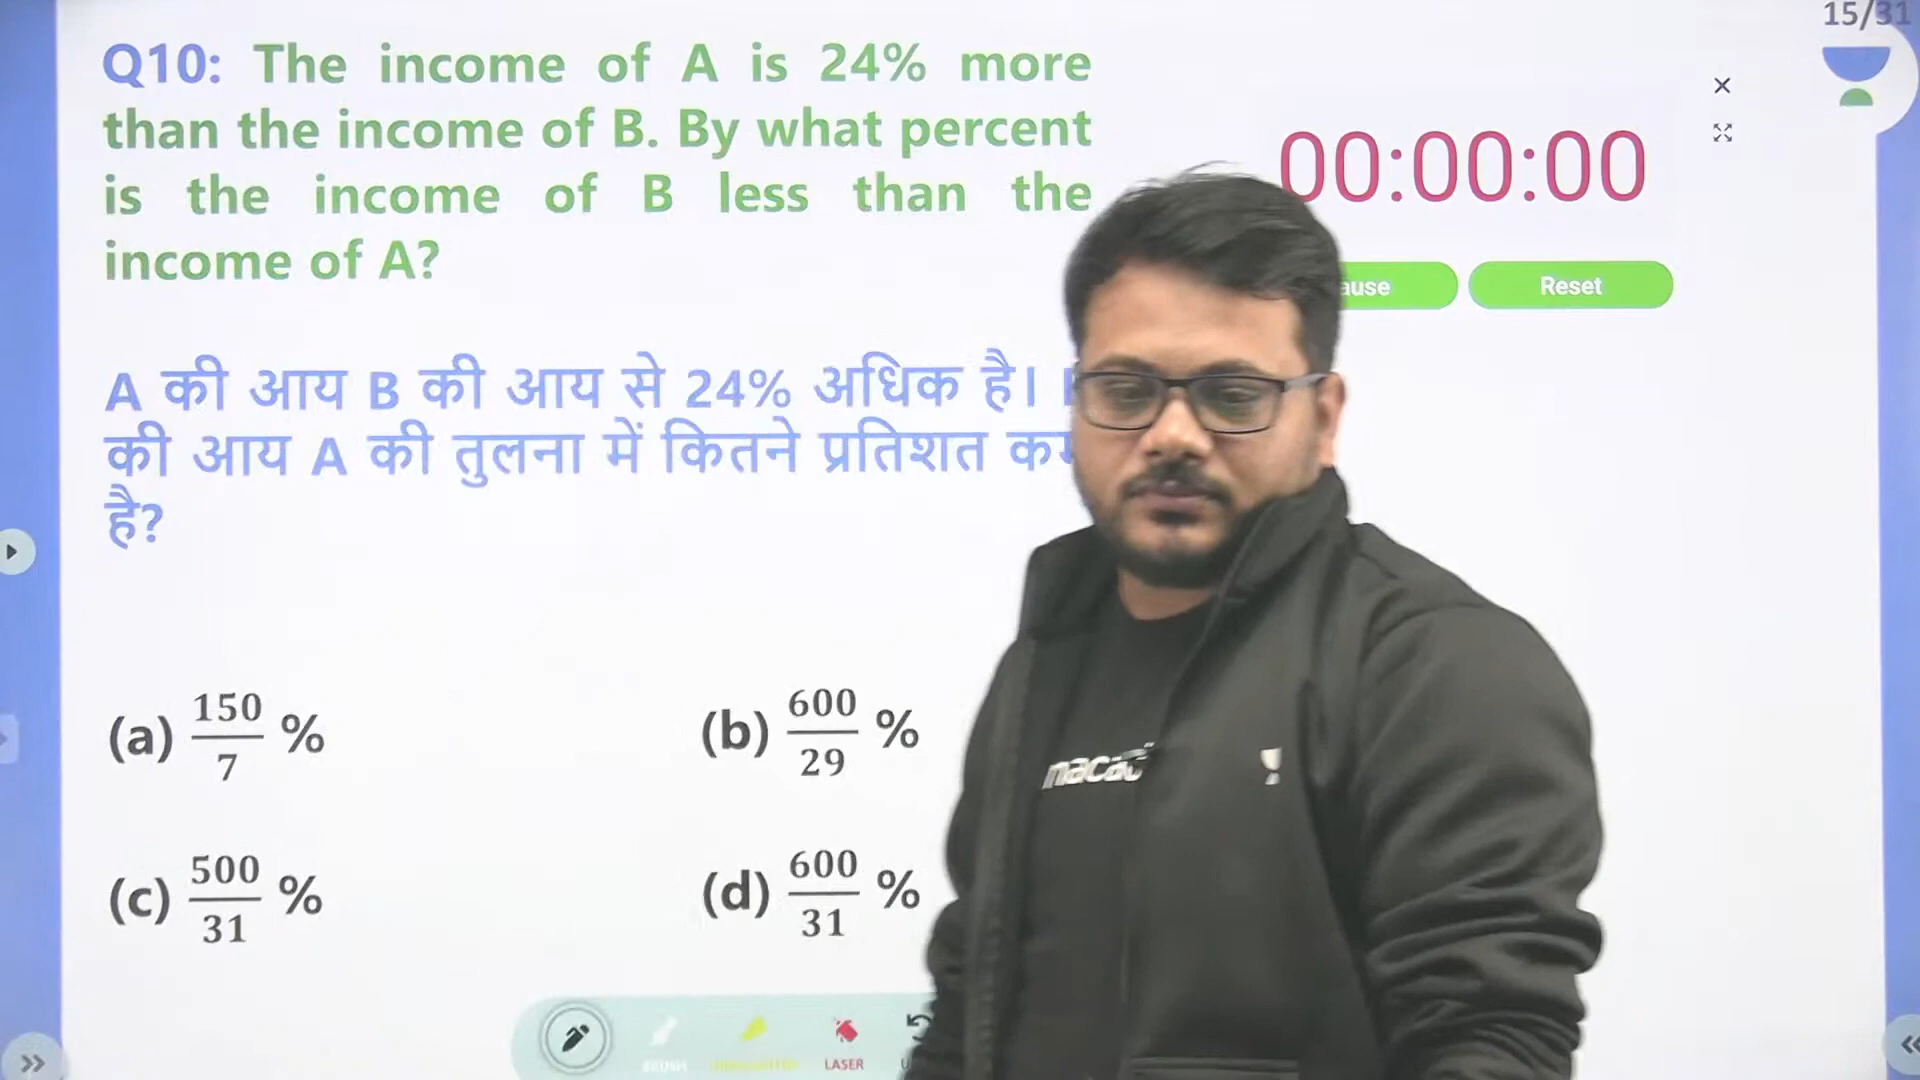 15/31
Q10: The income of A is 24% more
than the income of B. By what percent
is the income of B less than the
income of A?
00:00:00
Reset
A की आय B की आय से 24% अधिक है।
की आय A की तुलना में कितने प्रतिशत
है?
(a) 150/7 %
(b) 600/29 %
(c) 500/31 %
(d) 600/31 %
BRUSH
HIGHLIGHTER
LASER